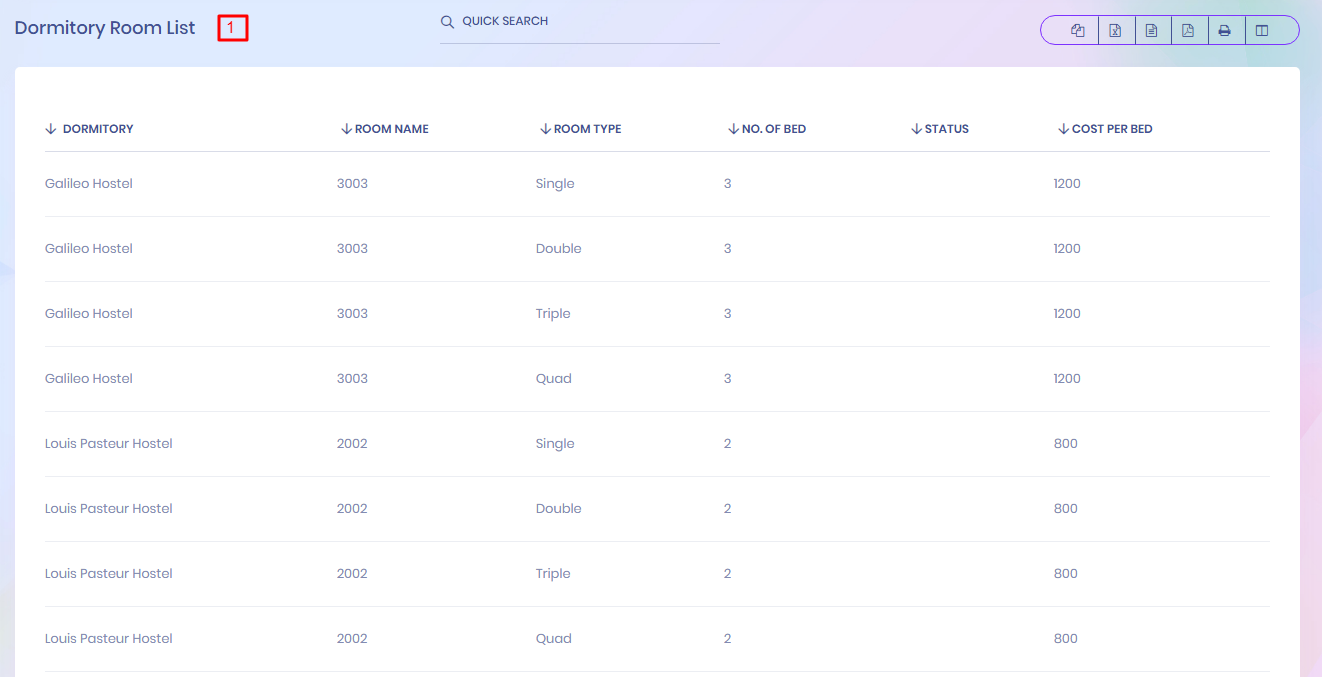 Dormitory Room List 1 QUICK SEARCH
DORMITORY ROOM NAME ROOM TYPE NO. OF BED STATUS COST PER BED
Galileo Hostel 3003 Single 3 1200
Galileo Hostel 3003 Double 3 1200
Galileo Hostel 3003 Triple 3 1200
Galileo Hostel 3003 Quad 3 1200
Louis Pasteur Hostel 2002 Single 2 800
Louis Pasteur Hostel 2002 Double 2 800
Louis Pasteur Hostel 2002 Triple 2 800
Louis Pasteur Hostel 2002 Quad 2 800